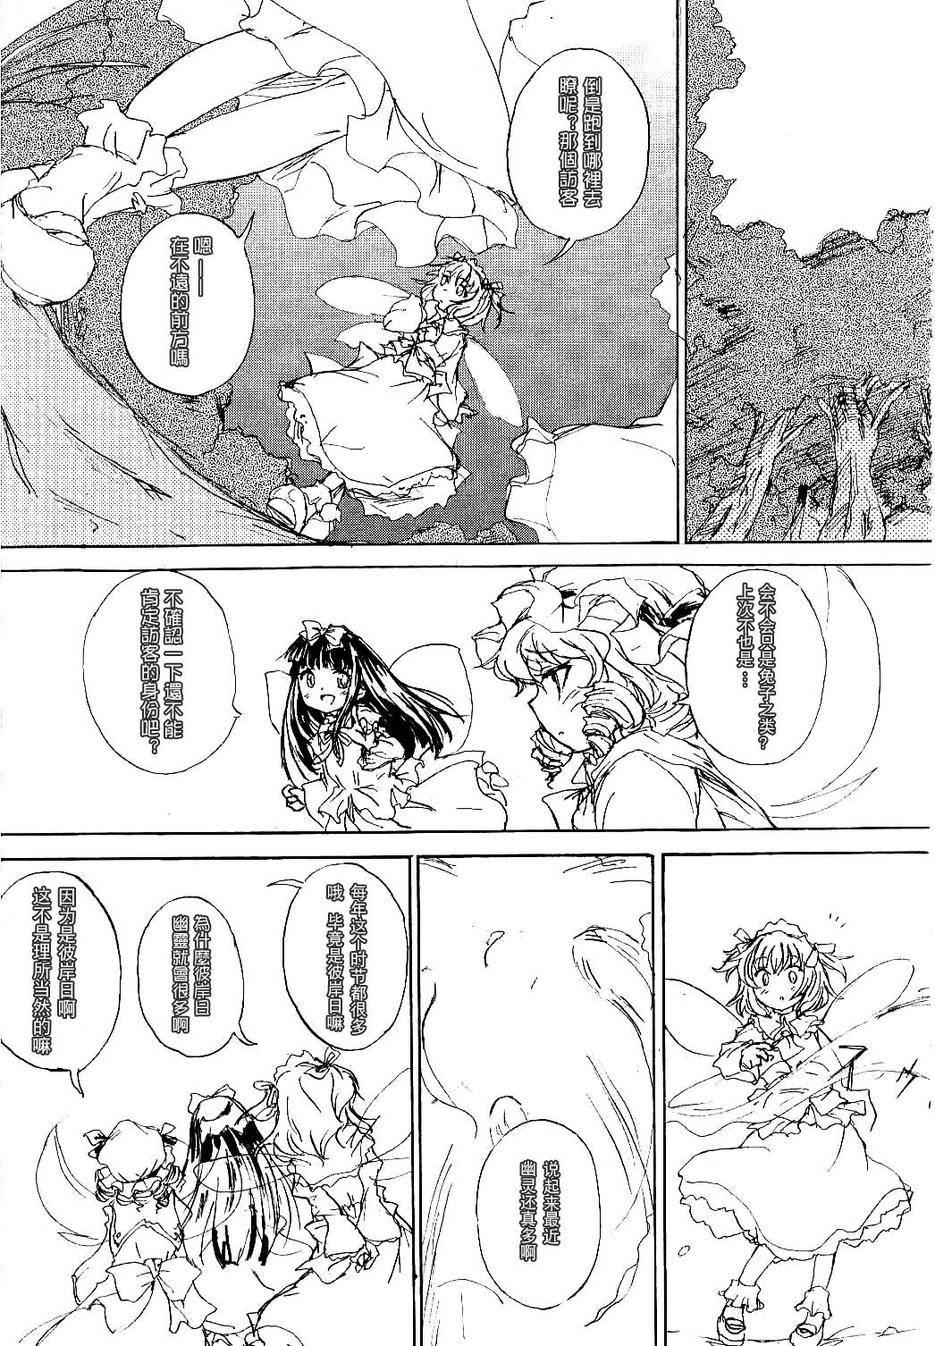 倒是跑到哪裡去
瞭呢？那個訪客
嗯——
在不遠的前方嗎
会不会只是兔子之类？
上次不也是…
不確認一下還不能
肯定訪客的身份吧？
说起来最近
幽灵还真多啊
每年这个时节都很多
哦 毕竟是彼岸日嘛
為什麼彼岸日
幽靈就會很多啊
因为是彼岸日啊
这不是理所当然的嘛